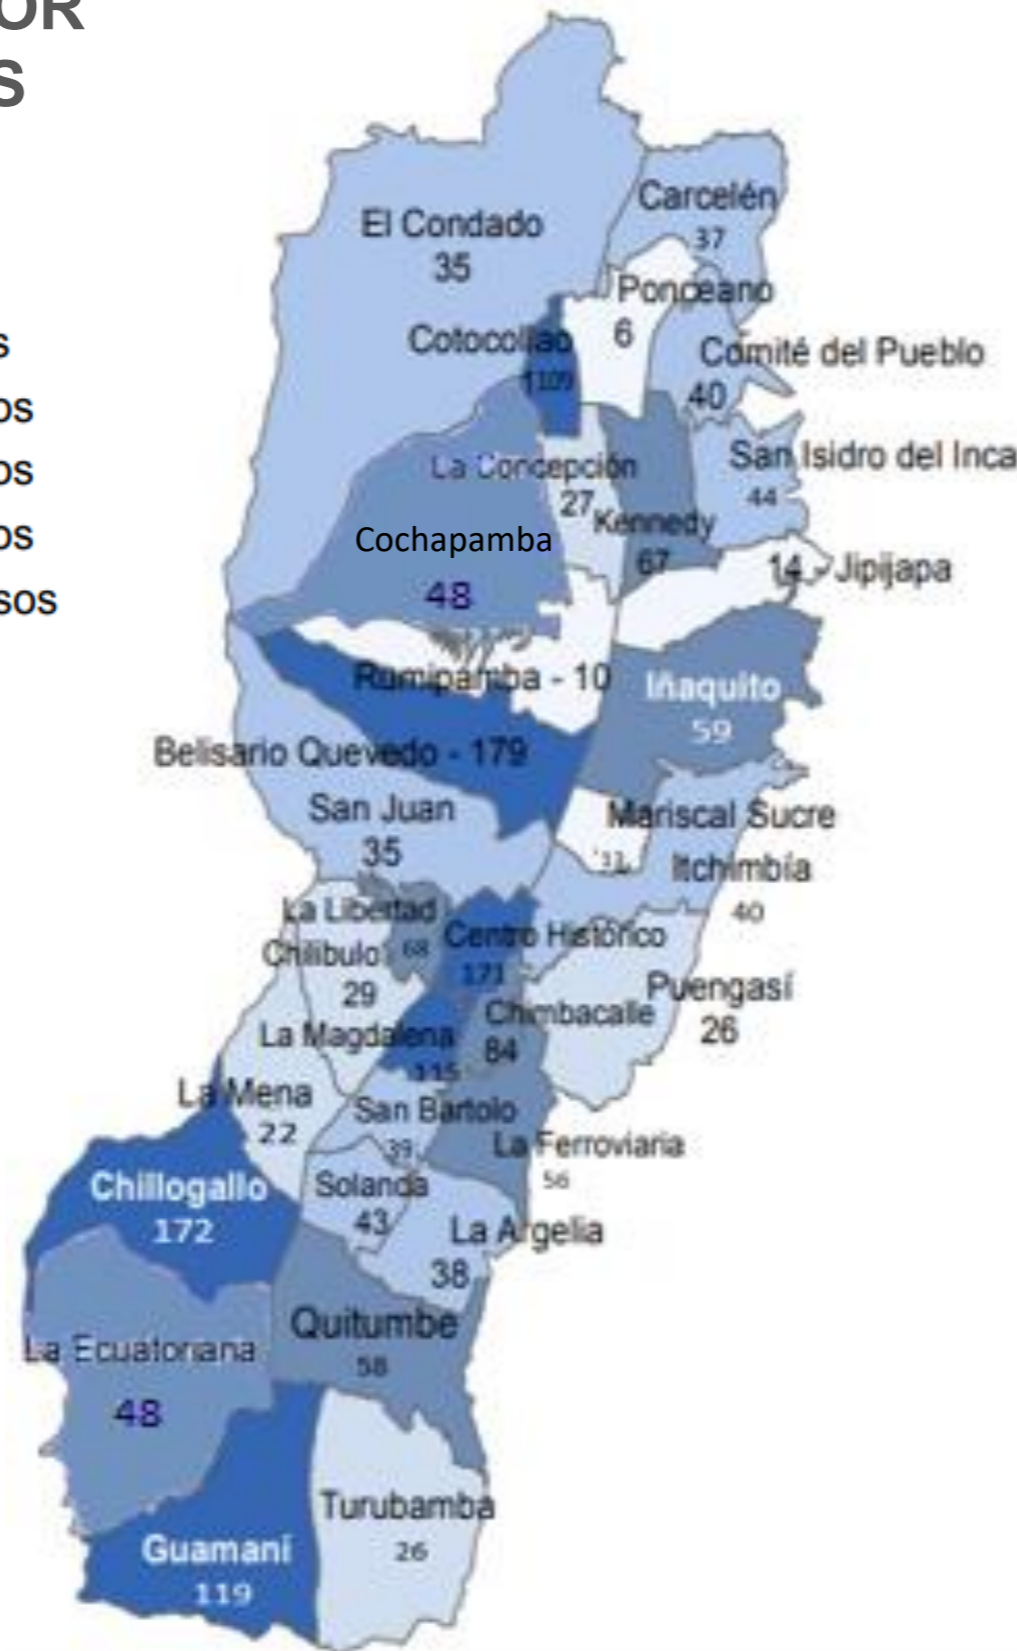 OR
S
S
OS
OS
OS
SOS
El Condado
35
Carcelén
37
Ponceano
6
Cotocollao
109
Comité del Pueblo
40
La Concepción
27
San Isidro del Inca
44
Kennedy
67
Cochapamba
48
14 - Jipijapa
Rumipamba - 10
Iñaquito
59
Belisario Quevedo - 179
San Juan
35
Mariscal Sucre
Itchimbía
40
La Libertad
68
Centro Histórico
171
Chilibulo
29
Puengasí
26
Chimbacalle
84
La Magdalena
115
La Mena
22
San Bartolo
39
La Ferroviaria
56
Chillogallo
172
Solanda
43
La Argelia
38
Quitumbe
58
La Ecuatoriana
48
Turubamba
26
Guamaní
119